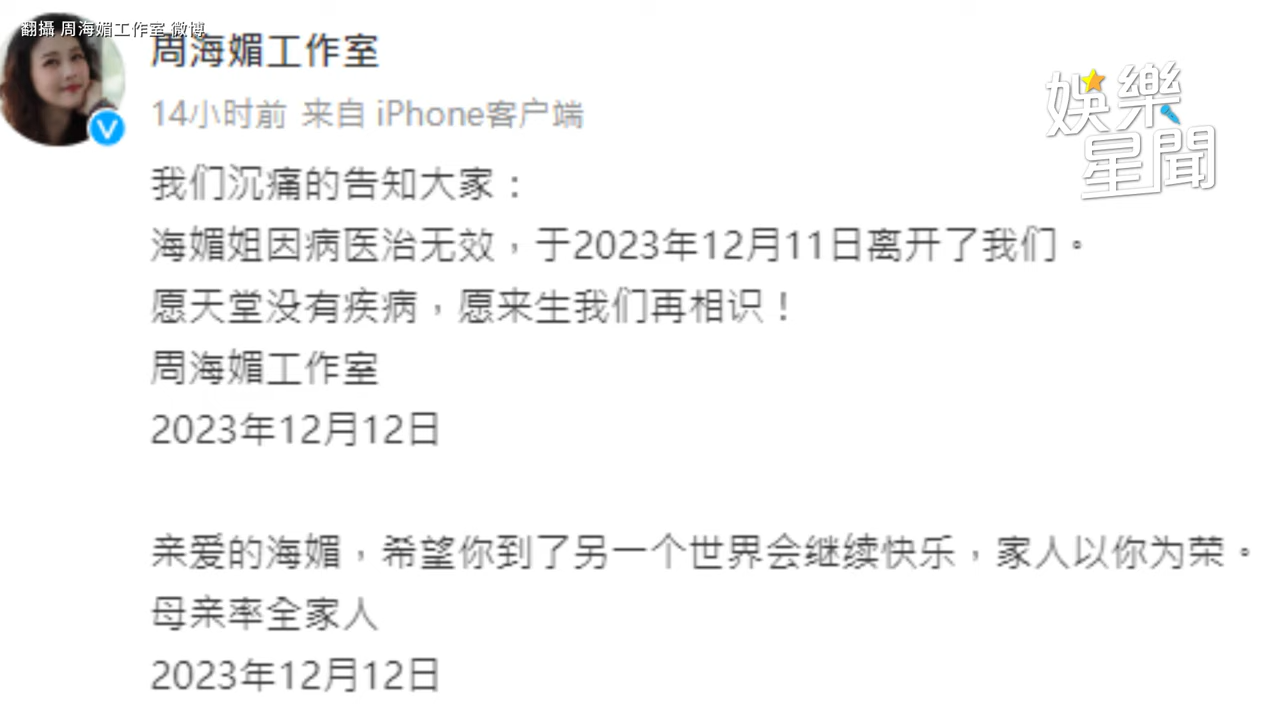 翻攝 周海媚工作室 微博
周海媚工作室
14小时前 来自 iPhone客户端
娛樂
星聞
我们沉痛的告知大家：
海媚姐因病医治无效，于2023年12月11日离开了我们。
愿天堂没有疾病，愿来生我们再相识！
周海媚工作室
2023年12月12日
亲爱的海媚，希望你到了另一个世界会继续快乐，家人以你为荣。
母亲率全家人
2023年12月12日